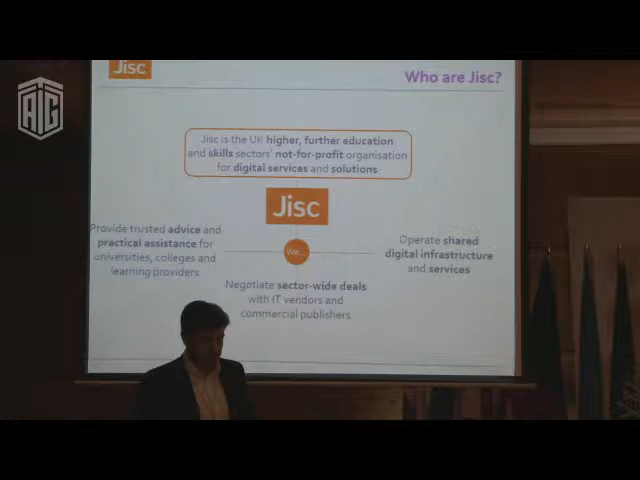 Jisc
Who are Jisc?
AIG
Jisc is the UK higher, further education
and skills sectors' not-for-profit organisation
for digital services and solutions
Jisc
Provide trusted advice and
practical assistance for
universities, colleges and
learning providers
We...
Operate shared
digital infrastructure
and services
Negotiate sector-wide deals
with IT vendors and
commercial publishers